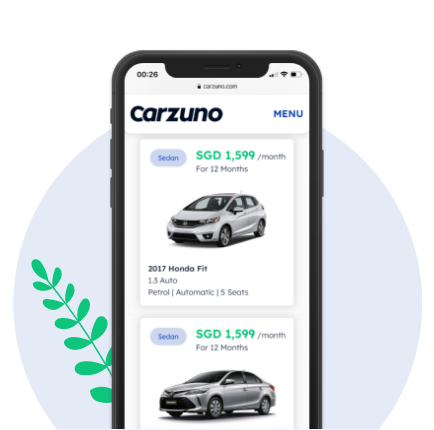 00:26
carzuno.com
Carzuno
MENU
Sedan
SGD 1,599 /month
For 12 Months
2017 Honda Fit
1.3 Auto
Petrol | Automatic | 5 Seats
Sedan
SGD 1,599 /month
For 12 Months